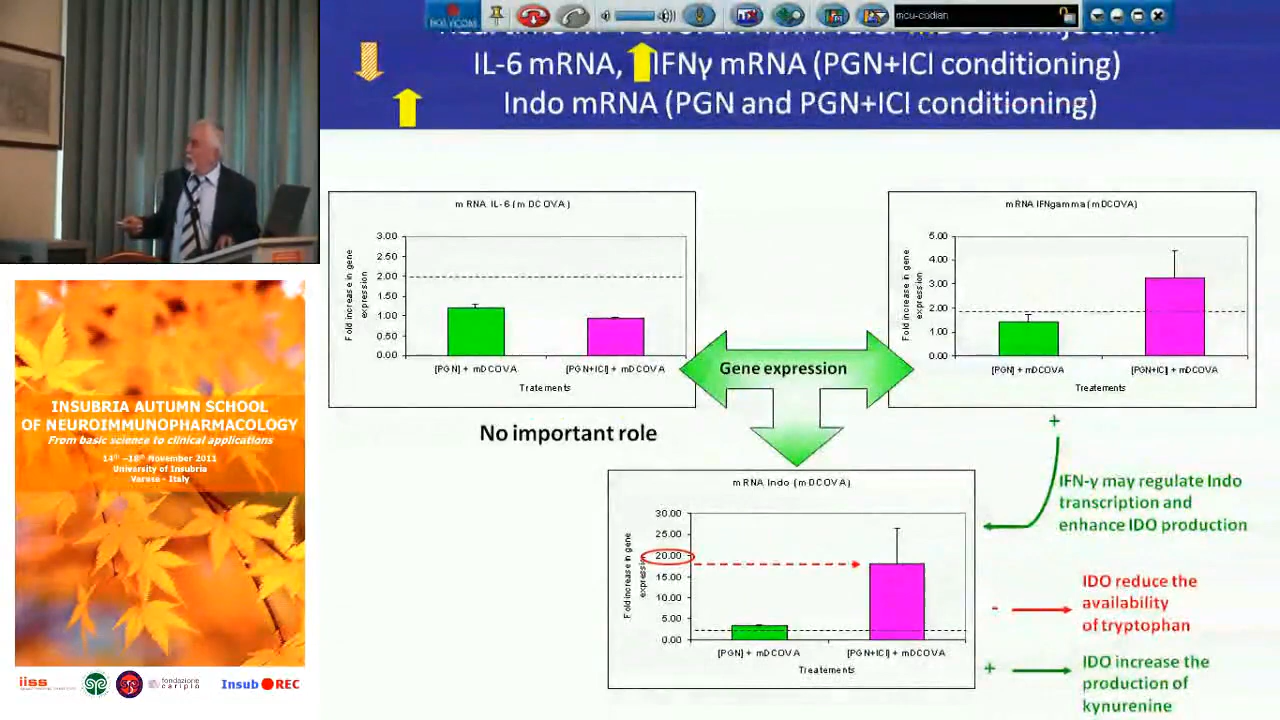 POLYCOM
mcu-codian
IL-6 mRNA, IFNγ mRNA (PGN+ICI conditioning)
Indo mRNA (PGN and PGN+ICI conditioning)
mRNA IL-6 (mDCOVA)
3.00
2.50
2.00
1.50
1.00
0.50
0.00
Fold increase in gene
expression
[PGN] + mDCOVA
[PGN+ICI] + mDCOVA
Tratements
mRNA IFNgamma (mDCOVA)
5.00
4.00
3.00
2.00
1.00
0.00
Fold increase in gene
expression
[PGN] + mDCOVA
[PGN+ICI] + mDCOVA
Treatements
Gene expression
No important role
mRNA Indo (mDCOVA)
30.00
25.00
20.00
15.00
10.00
5.00
0.00
Fold increase in gene
expression
[PGN] + mDCOVA
[PGN+ICI] + mDCOVA
Treatements
+
IFN-γ may regulate Indo
transcription and
enhance IDO production
-
IDO reduce the
availability
of tryptophan
+
IDO increase the
production of
kynurenine
INSUBRIA AUTUMN SCHOOL
OF NEUROIMMUNOPHARMACOLOGY
From basic science to clinical applications
14th –18th November 2011
University of Insubria
Varese - Italy
iiss
fondazione
cariplo
Insub REC